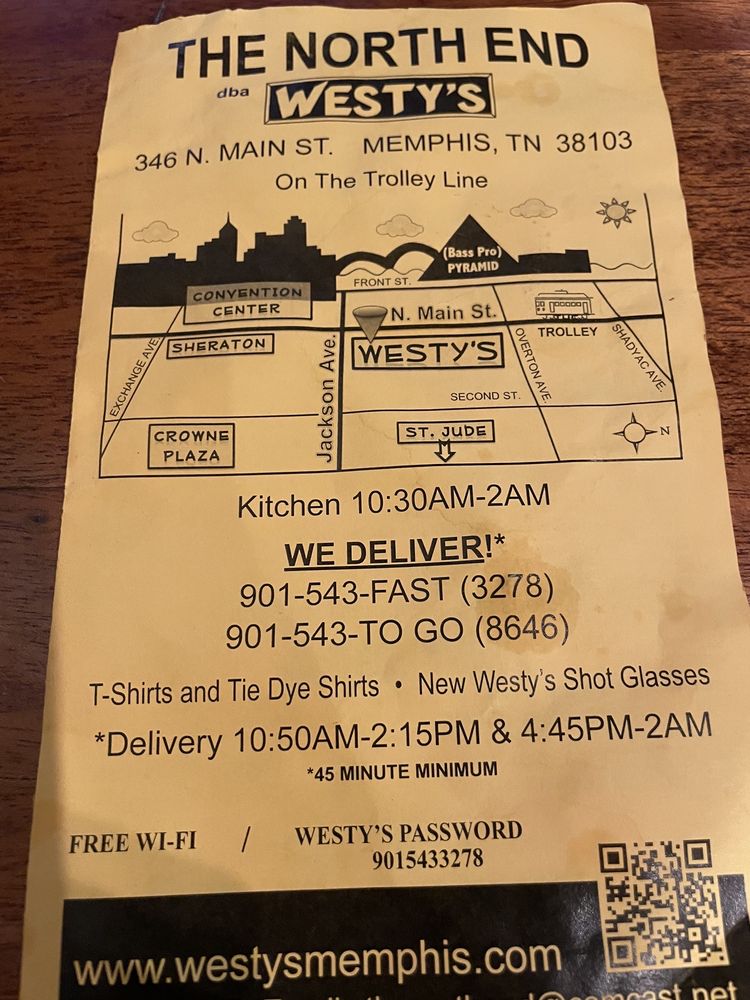 THE NORTH END
dba WESTY'S
346 N. MAIN ST. MEMPHIS, TN 38103
On The Trolley Line
(Bass Pro)
PYRAMID
FRONT ST.
CONVENTION
CENTER
N. Main St.
TROLLEY
SHERATON
WESTY'S
EXCHANGE AVE.
Jackson Ave.
OVERTON AVE.
SHADYAC AVE.
SECOND ST.
CROWNE
PLAZA
ST. JUDE
N
Kitchen 10:30AM-2AM
WE DELIVER!*
901-543-FAST (3278)
901-543-TO GO (8646)
T-Shirts and Tie Dye Shirts • New Westy's Shot Glasses
*Delivery 10:50AM-2:15PM & 4:45PM-2AM
*45 MINUTE MINIMUM
FREE WI-FI / WESTY'S PASSWORD
9015433278
www.westysmemphis.com